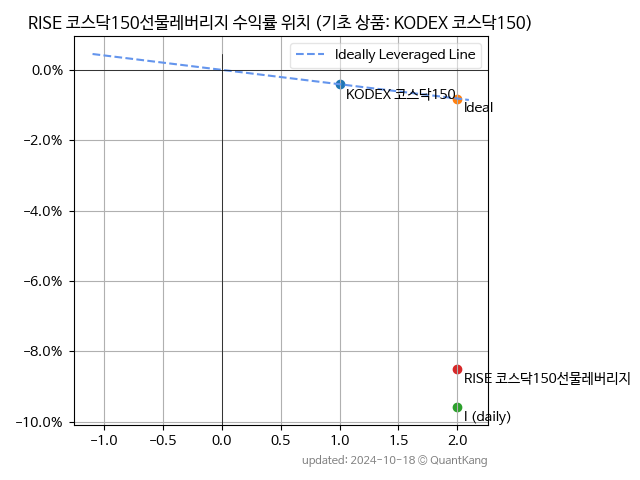 RISE 코스닥150선물레버리지 수익률 위치 (기초 상품: KODEX 코스닥150)
Ideally Leveraged Line
0.0%
KODEX 코스닥150
Ideal
−2.0%
−4.0%
−6.0%
−8.0%
RISE 코스닥150선물레버리지
I (daily)
−10.0%
−1.0 −0.5 0.0 0.5 1.0 1.5 2.0
updated: 2024-10-18 © QuantKang